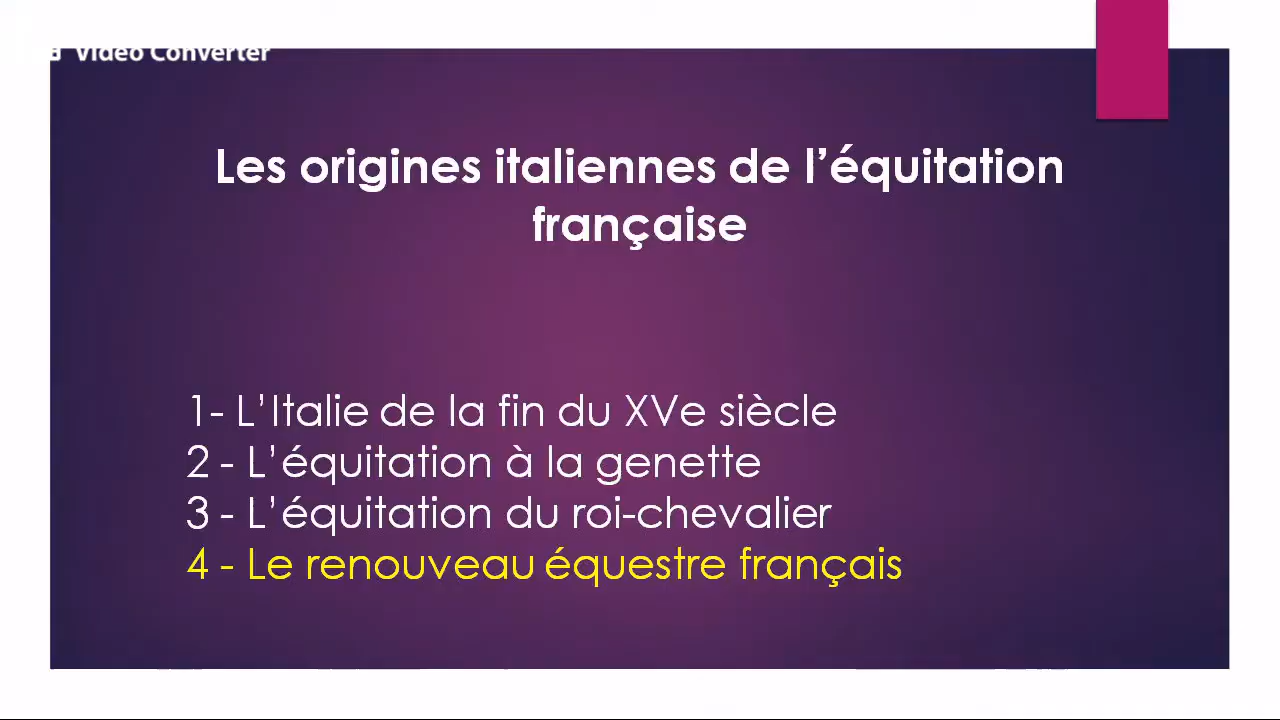 Video Converter
Les origines italiennes de l’équitation
française
1- L’Italie de la fin du XVe siècle
2 - L’équitation à la genette
3 - L’équitation du roi-chevalier
4 - Le renouveau équestre français